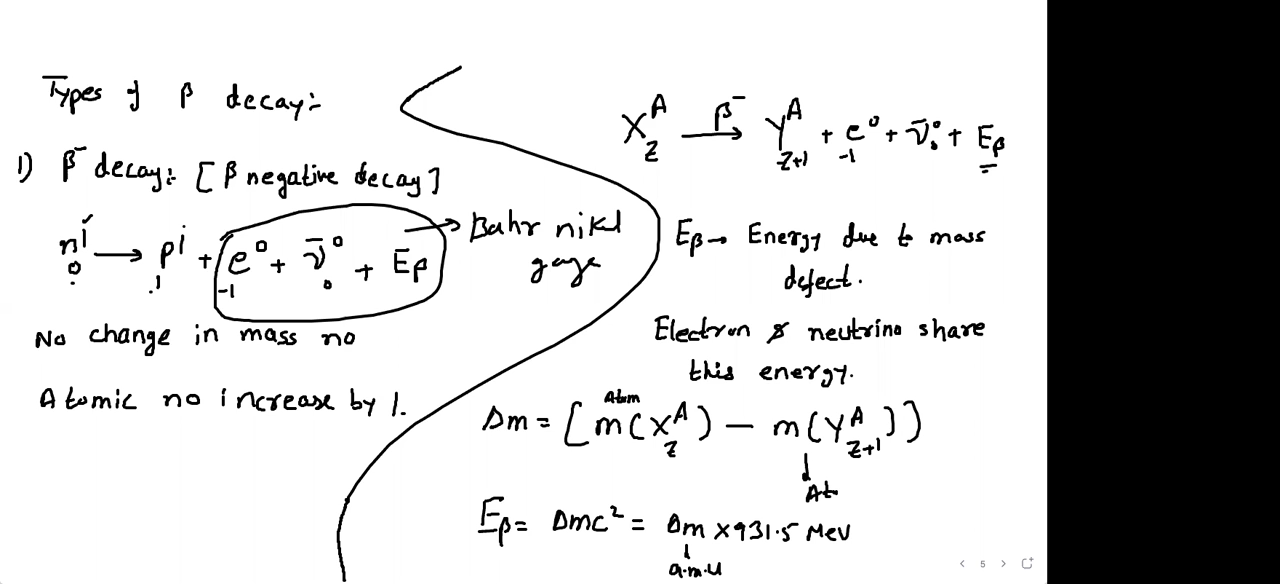 Types of β decay:-
1) β⁻ decay:- [β negative decay]
n¹₀ → p¹₁ + e⁰₋₁ + ν̄⁰₀ + Eβ → Bahr nikl gaye
No change in mass no
Atomic no increase by 1.
X^A_Z —β⁻→ Y^A_Z+1 + e⁰₋₁ + ν̄⁰₀ + Eβ
Eβ → Energy due to mass
defect.
Electron & neutrino share
this energy.
Atom
Δm = [m(X^A_Z) − m(Y^A_Z+1)]
At
Eβ = Δmc² = Δm × 931.5 MeV
a.m.u
< 5 >